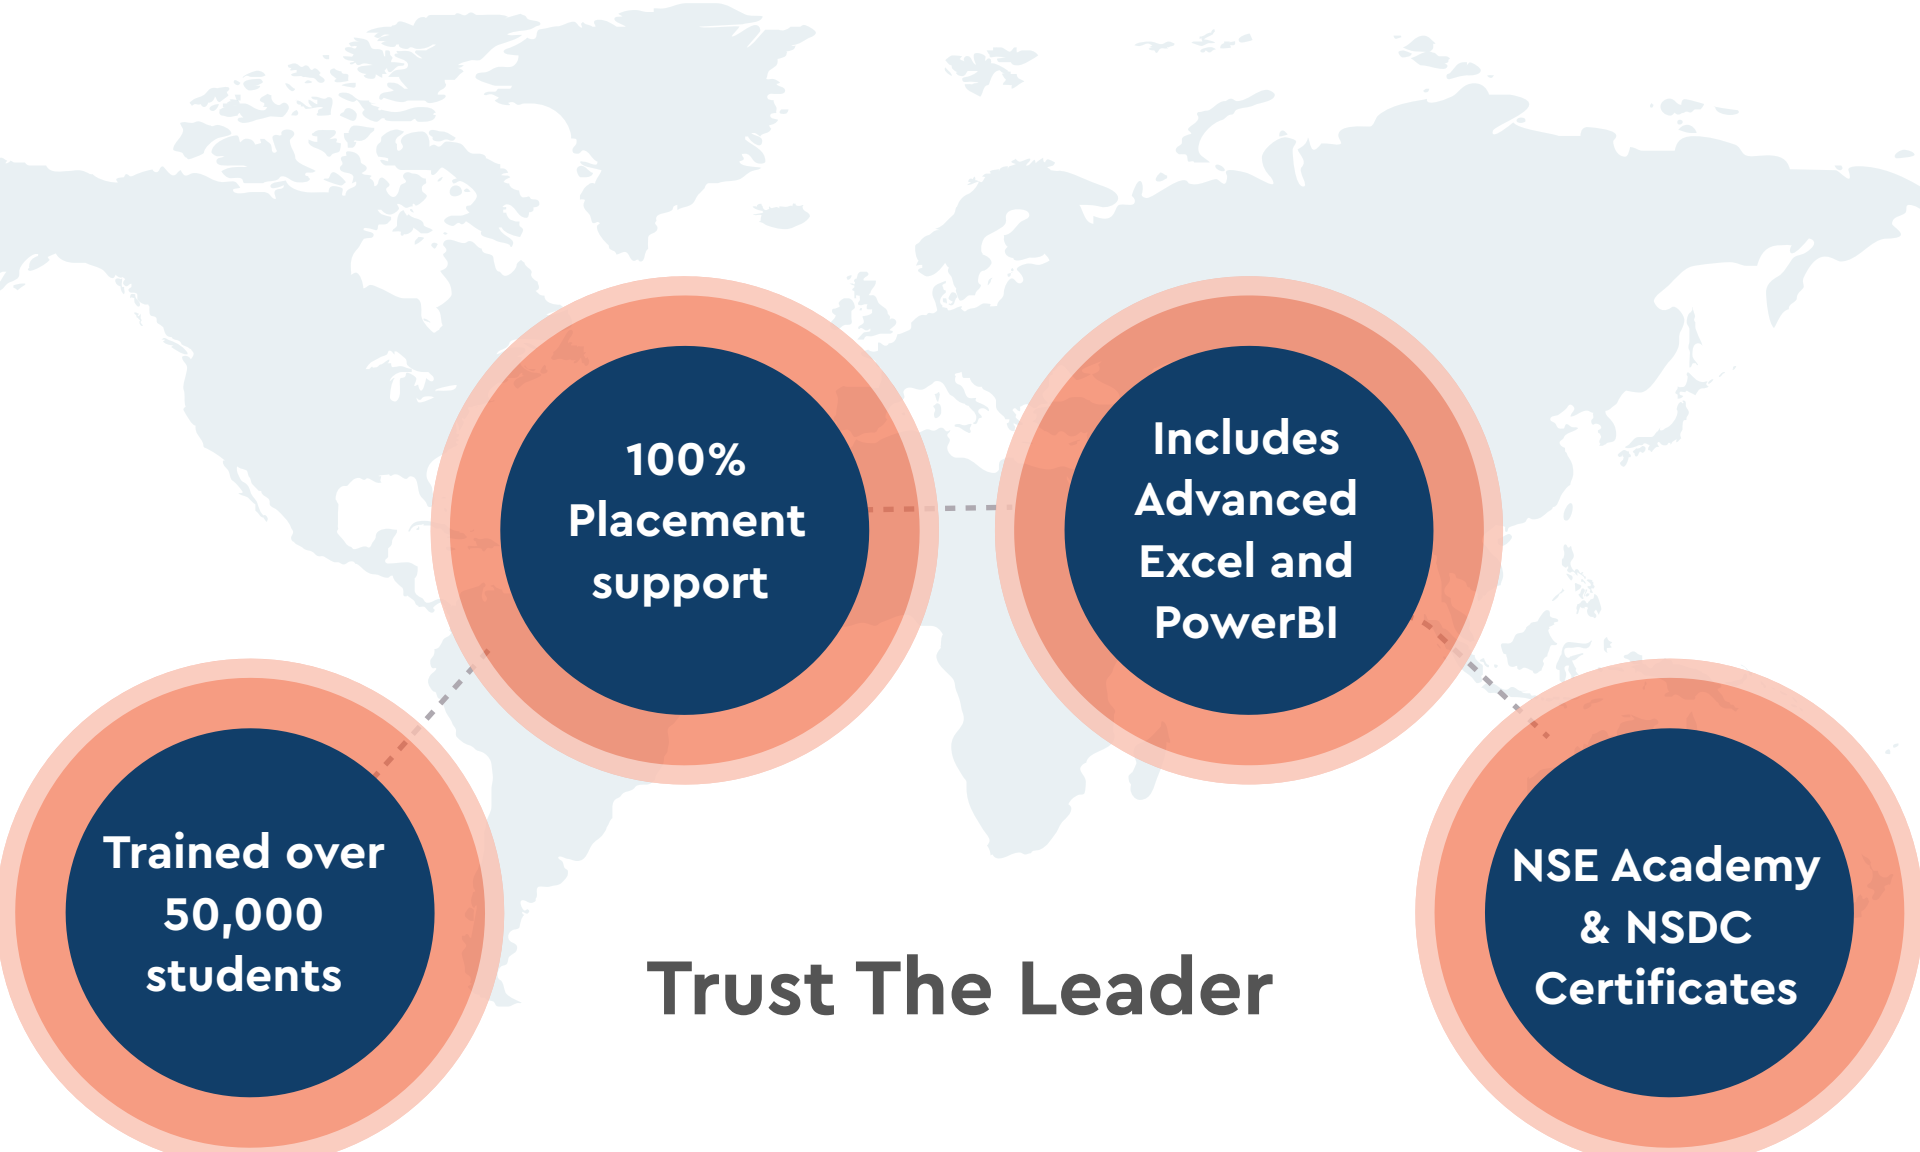 100%
Placement
support
Includes
Advanced
Excel and
PowerBI
Trained over
50,000
students
NSE Academy
& NSDC
Certificates
Trust The Leader